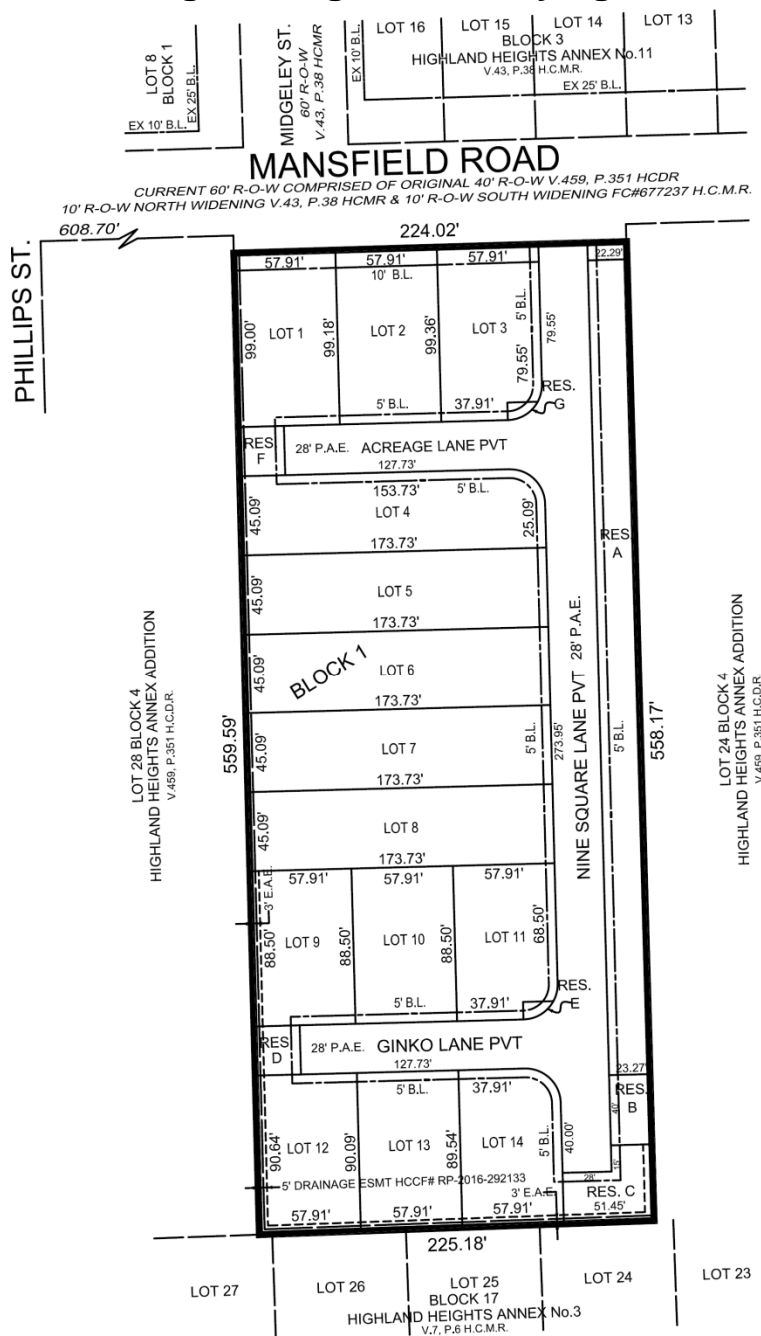 LOT 8
BLOCK 1
EX 25' B.L.
EX 10' B.L.
MIDGELEY ST.
60' R-O-W
V.43, P.38 HCMR
EX 10' B.L.
LOT 16
LOT 15
LOT 14
LOT 13
BLOCK 3
HIGHLAND HEIGHTS ANNEX No.11
V.43, P.38 H.C.M.R.
EX 25' B.L.
MANSFIELD ROAD
CURRENT 60' R-O-W COMPRISED OF ORIGINAL 40' R-O-W V.459, P.351 HCDR
10' R-O-W NORTH WIDENING V.43, P.38 HCMR & 10' R-O-W SOUTH WIDENING FC#677237 H.C.M.R.
608.70'
224.02'
PHILLIPS ST.
57.91'
57.91'
57.91'
22.29'
10' B.L.
99.00'
LOT 1
99.18'
LOT 2
99.36'
LOT 3
5' B.L.
79.55'
79.55'
5' B.L.
37.91'
RES.
G
RES.
F
28' P.A.E.
ACREAGE LANE PVT
127.73'
153.73'
5' B.L.
45.09'
LOT 4
25.09'
173.73'
RES.
A
45.09'
LOT 5
173.73'
45.09'
BLOCK 1
LOT 6
173.73'
NINE SQUARE LANE PVT 28' P.A.E.
LOT 28 BLOCK 4
HIGHLAND HEIGHTS ANNEX ADDITION
V.459, P.351 H.C.D.R.
559.59'
45.09'
LOT 7
173.73'
5' B.L.
273.95'
5' B.L.
558.17'
LOT 24 BLOCK 4
HIGHLAND HEIGHTS ANNEX ADDITION
V.459, P.351 H.C.D.R.
45.09'
LOT 8
173.73'
57.91'
57.91'
57.91'
3' E.A.E.
88.50'
LOT 9
88.50'
LOT 10
88.50'
LOT 11
68.50'
5' B.L.
37.91'
RES.
E
RES.
D
28' P.A.E.
GINKO LANE PVT
127.73'
23.27'
5' B.L.
37.91'
RES.
B
40'
90.64'
LOT 12
90.09'
LOT 13
89.54'
LOT 14
5' B.L.
40.00'
15'
5' DRAINAGE ESMT HCCF# RP-2016-292133
28'
3' E.A.E.
RES. C
57.91'
57.91'
57.91'
51.45'
225.18'
LOT 27
LOT 26
LOT 25
LOT 24
LOT 23
BLOCK 17
HIGHLAND HEIGHTS ANNEX No.3
V.7, P.6 H.C.M.R.